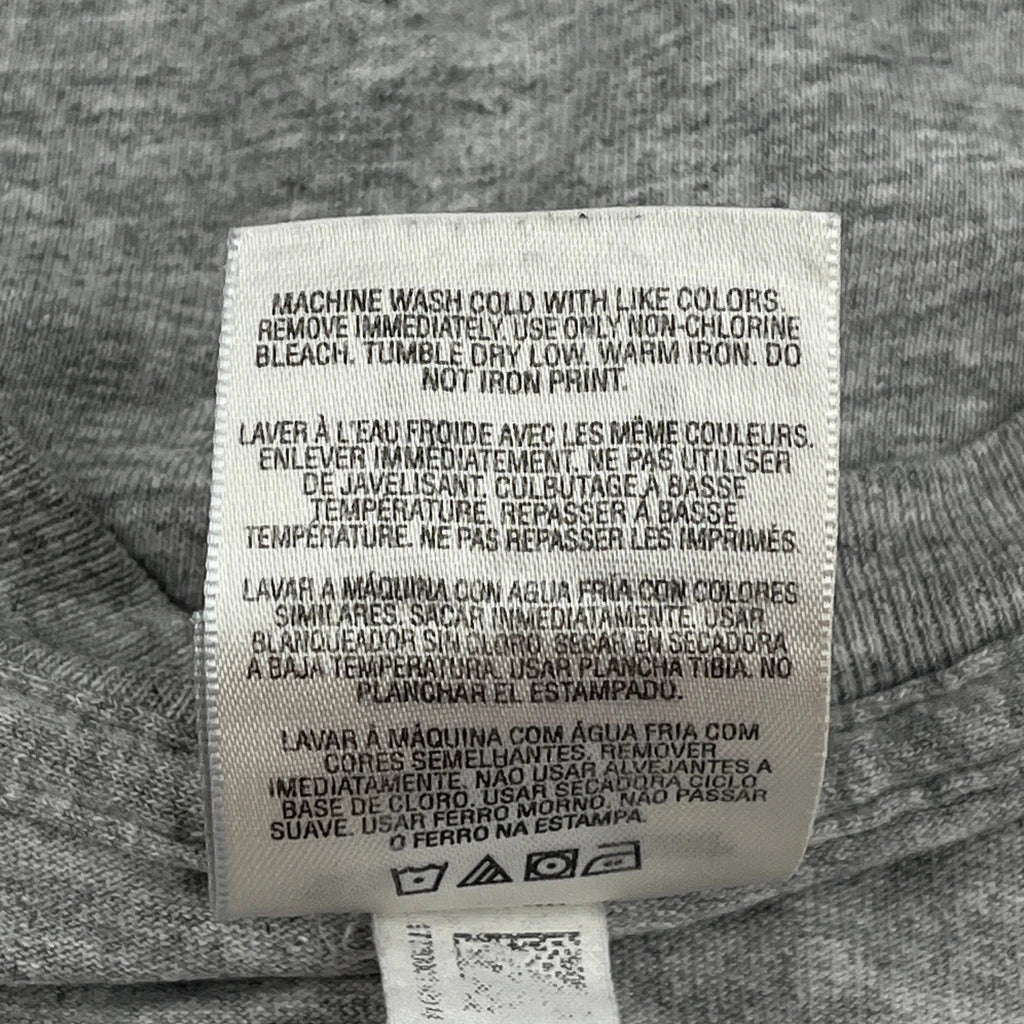 MACHINE WASH COLD WITH LIKE COLORS.
REMOVE IMMEDIATELY. USE ONLY NON-CHLORINE
BLEACH. TUMBLE DRY LOW. WARM IRON. DO
NOT IRON PRINT.
LAVER À L'EAU FROIDE AVEC LES MÊME COULEURS.
ENLEVER IMMÉDIATEMENT. NE PAS UTILISER
DE JAVELISANT. CULBUTAGE À BASSE
TEMPÉRATURE. REPASSER À BASSE
TEMPÉRATURE. NE PAS REPASSER LES IMPRIMÉS.
LAVAR A MÁQUINA CON AGUA FRÍA CON COLORES
SIMILARES. SACAR INMEDIATAMENTE. USAR
BLANQUEADOR SIN CLORO. SECAR EN SECADORA
A BAJA TEMPERATURA. USAR PLANCHA TIBIA. NO
PLANCHAR EL ESTAMPADO.
LAVAR À MÁQUINA COM ÁGUA FRIA COM
CORES SEMELHANTES. REMOVER
IMEDIATAMENTE. NÃO USAR ALVEJANTES A
BASE DE CLORO. USAR SECADORA CICLO
SUAVE. USAR FERRO MORNO. NÃO PASSAR
O FERRO NA ESTAMPA.